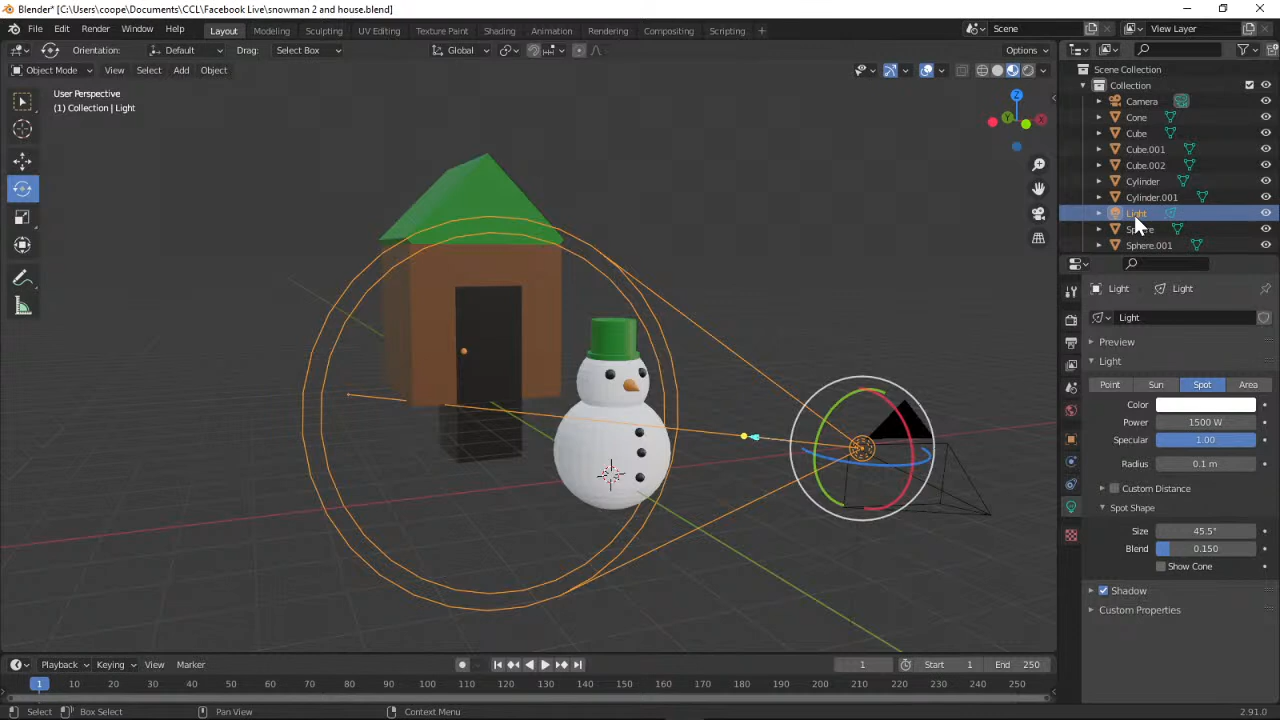 Blender* [C:\Users\coope\Documents\CCL\Facebook Live\snowman 2 and house.blend]
File Edit Render Window Help Layout Modeling Sculpting UV Editing Texture Paint Shading Animation Rendering Compositing Scripting + Scene View Layer
Orientation: Default Drag: Select Box Global Options
Object Mode View Select Add Object
User Perspective
(1) Collection | Light
Z
Y
X
Scene Collection
Collection
Camera
Cone
Cube
Cube.001
Cube.002
Cylinder
Cylinder.001
Light
Sphere.001
Light Light
Light
Preview
Light
Point Sun Spot Area
Color
Power 1500 W
Specular 1.00
Radius 0.1 m
Custom Distance
Spot Shape
Size 45.5°
Blend 0.150
Show Cone
Shadow
Custom Properties
Playback Keying View Marker 1 Start 1 End 250
1 10 20 30 40 50 60 70 80 90 100 110 120 130 140 150 160 170 180 190 200 210 220 230 240 250
Select Box Select Pan View Context Menu 2.91.0